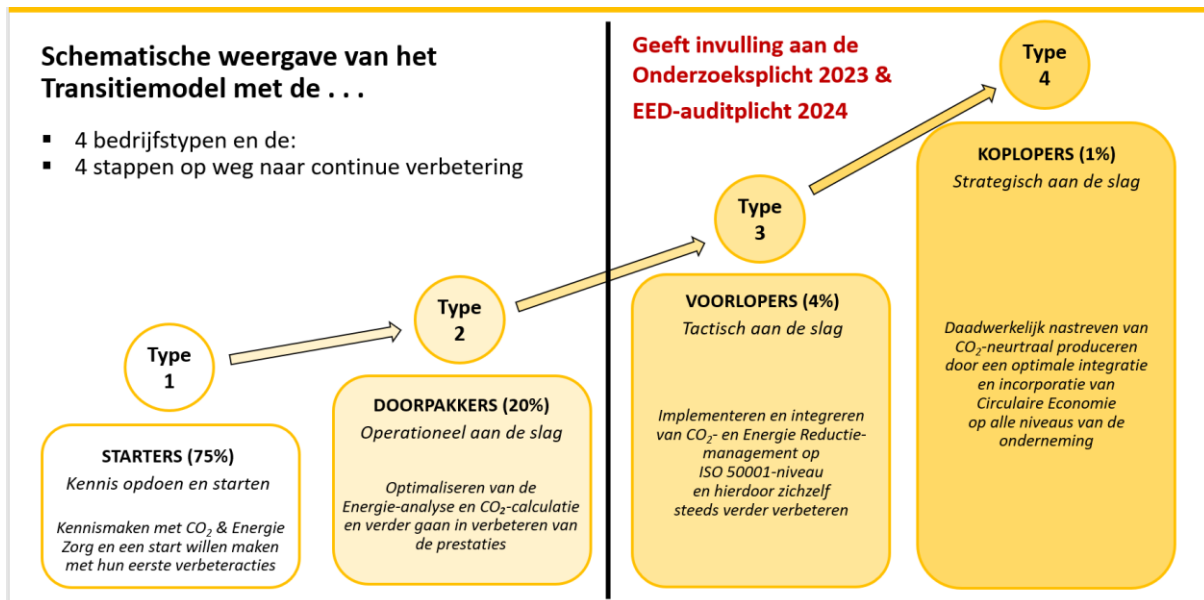 Schematische weergave van het
Transitiemodel met de . . .
▪ 4 bedrijfstypen en de:
▪ 4 stappen op weg naar continue verbetering
Geeft invulling aan de
Onderzoeksplicht 2023 &
EED-auditplicht 2024
Type
1
STARTERS (75%)
Kennis opdoen en starten
Kennismaken met CO₂ & Energie
Zorg en een start willen maken
met hun eerste verbeteracties
Type
2
DOORPAKKERS (20%)
Operationeel aan de slag
Optimaliseren van de
Energie-analyse en CO₂-calculatie
en verder gaan in verbeteren van
de prestaties
Type
3
VOORLOPERS (4%)
Tactisch aan de slag
Implementeren en integreren
van CO₂- en Energie Reductie-
management op
ISO 50001-niveau
en hierdoor zichzelf
steeds verder verbeteren
Type
4
KOPLOPERS (1%)
Strategisch aan de slag
Daadwerkelijk nastreven van
CO₂-neurtraal produceren
door een optimale integratie
en incorporatie van
Circulaire Economie
op alle niveaus van de
onderneming